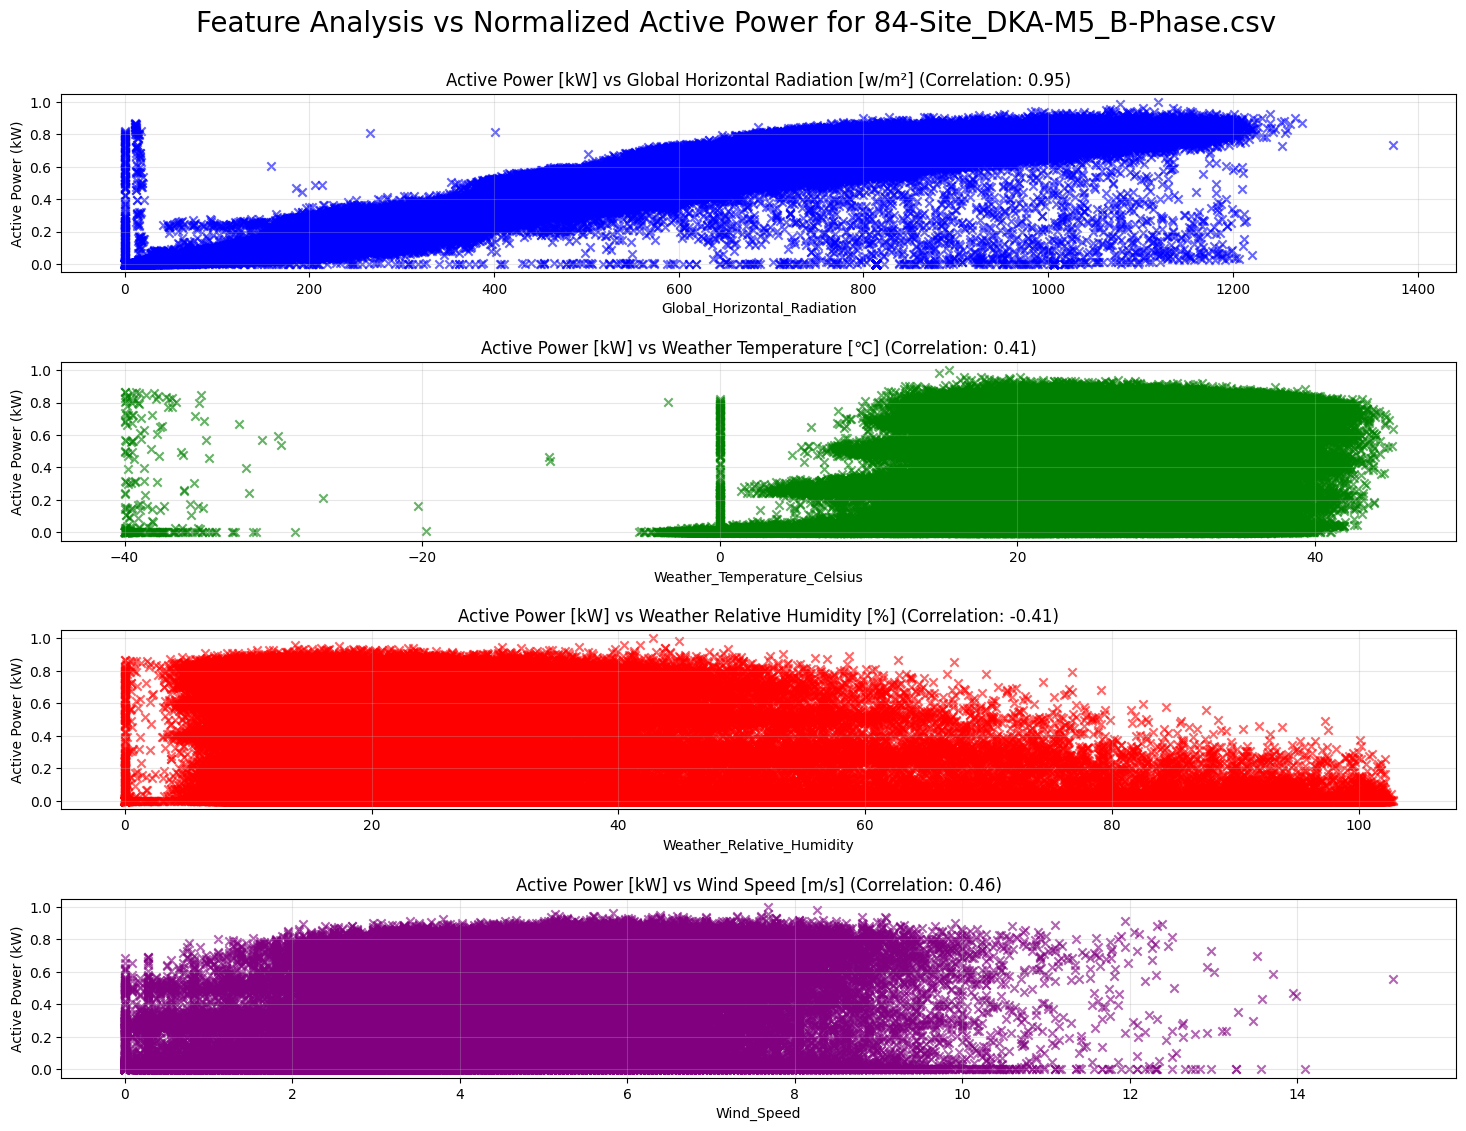 Feature Analysis vs Normalized Active Power for 84-Site_DKA-M5_B-Phase.csv
Active Power [kW] vs Global Horizontal Radiation [w/m²] (Correlation: 0.95)
Active Power (kW)
1.0
0.8
0.6
0.4
0.2
0.0
0 200 400 600 800 1000 1200 1400
Global_Horizontal_Radiation
Active Power [kW] vs Weather Temperature [℃] (Correlation: 0.41)
Active Power (kW)
1.0
0.8
0.6
0.4
0.2
0.0
−40 −20 0 20 40
Weather_Temperature_Celsius
Active Power [kW] vs Weather Relative Humidity [%] (Correlation: -0.41)
Active Power (kW)
1.0
0.8
0.6
0.4
0.2
0.0
0 20 40 60 80 100
Weather_Relative_Humidity
Active Power [kW] vs Wind Speed [m/s] (Correlation: 0.46)
Active Power (kW)
1.0
0.8
0.6
0.4
0.2
0.0
0 2 4 6 8 10 12 14
Wind_Speed